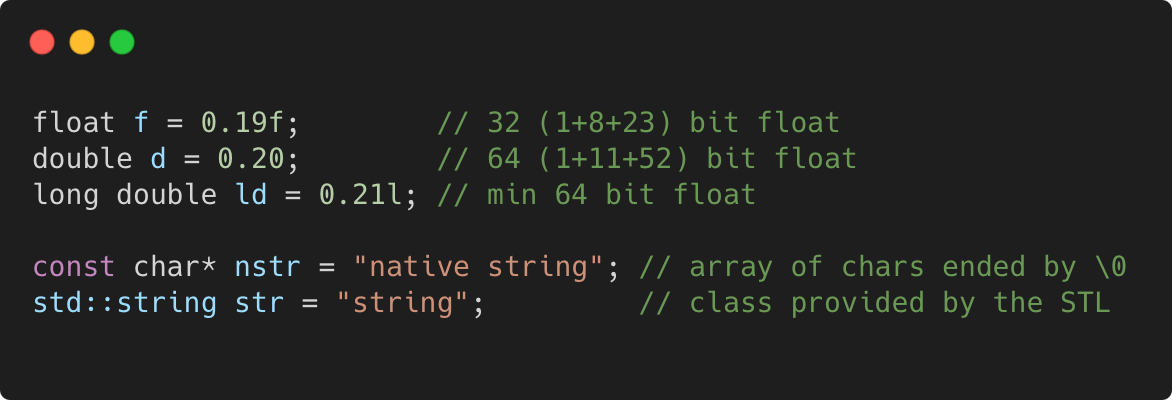 float f = 0.19f;        // 32 (1+8+23) bit float
double d = 0.20;        // 64 (1+11+52) bit float
long double ld = 0.21l; // min 64 bit float
const char* nstr = "native string"; // array of chars ended by \0
std::string str = "string";         // class provided by the STL